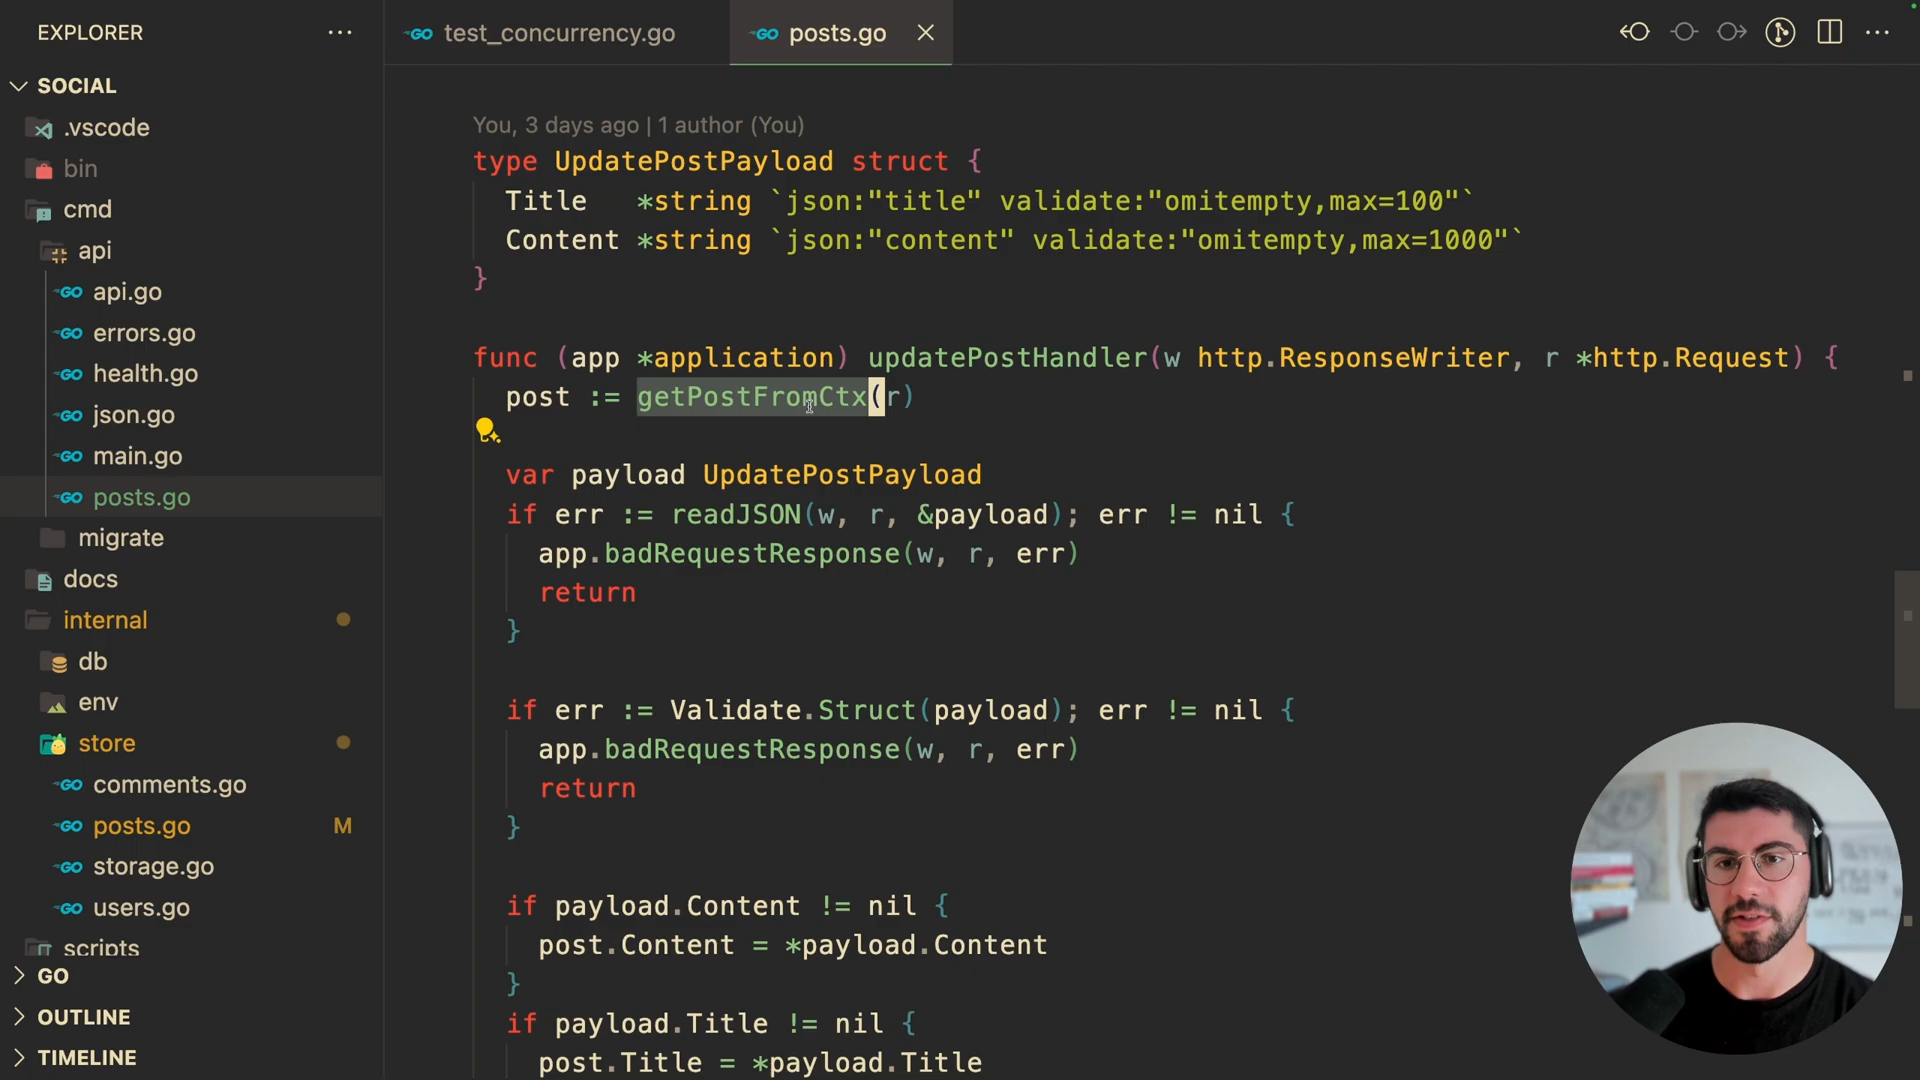 EXPLORER
SOCIAL
.vscode
bin
cmd
api
api.go
errors.go
health.go
json.go
main.go
posts.go
migrate
docs
internal
db
env
store
comments.go
posts.go M
storage.go
users.go
scripts
GO
OUTLINE
TIMELINE
test_concurrency.go
posts.go
You, 3 days ago | 1 author (You)
type UpdatePostPayload struct {
Title *string `json:"title" validate:"omitempty,max=100"`
Content *string `json:"content" validate:"omitempty,max=1000"`
}
func (app *application) updatePostHandler(w http.ResponseWriter, r *http.Request) {
post := getPostFromCtx(r)
var payload UpdatePostPayload
if err := readJSON(w, r, &payload); err != nil {
app.badRequestResponse(w, r, err)
return
}
if err := Validate.Struct(payload); err != nil {
app.badRequestResponse(w, r, err)
return
}
if payload.Content != nil {
post.Content = *payload.Content
}
if payload.Title != nil {
post.Title = *payload.Title